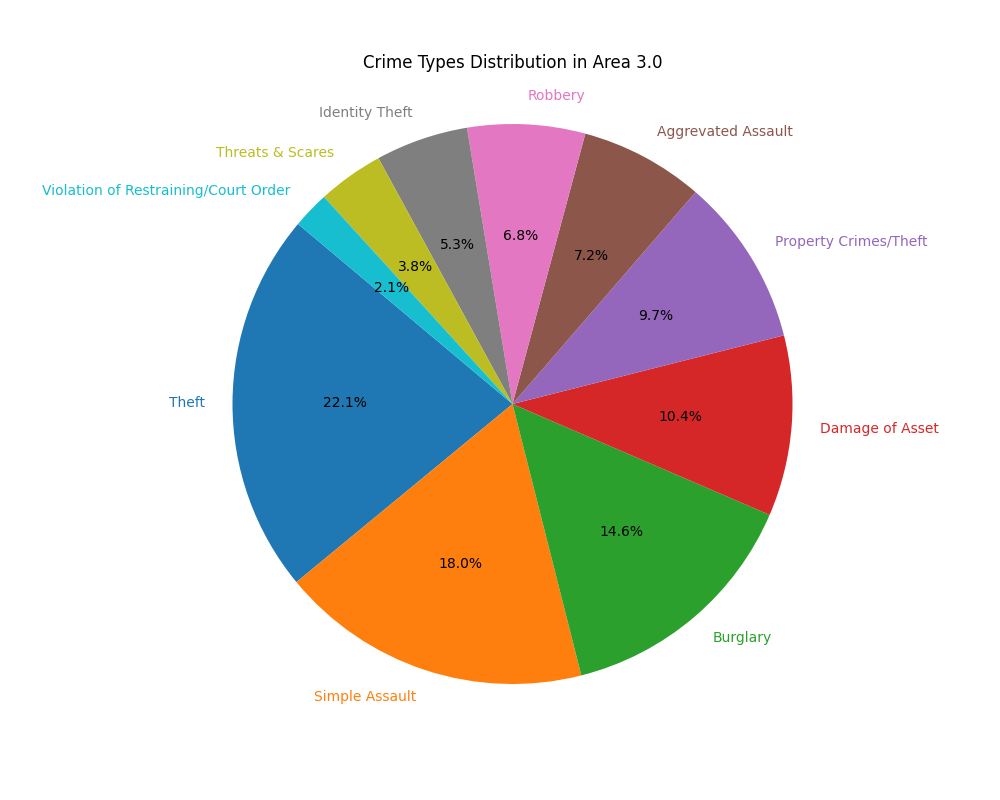 Crime Types Distribution in Area 3.0
Robbery
Identity Theft
Aggrevated Assault
Threats & Scares
Violation of Restraining/Court Order
Property Crimes/Theft
6.8%
5.3%
7.2%
3.8%
2.1%
9.7%
Theft
22.1%
10.4%
Damage of Asset
14.6%
18.0%
Burglary
Simple Assault